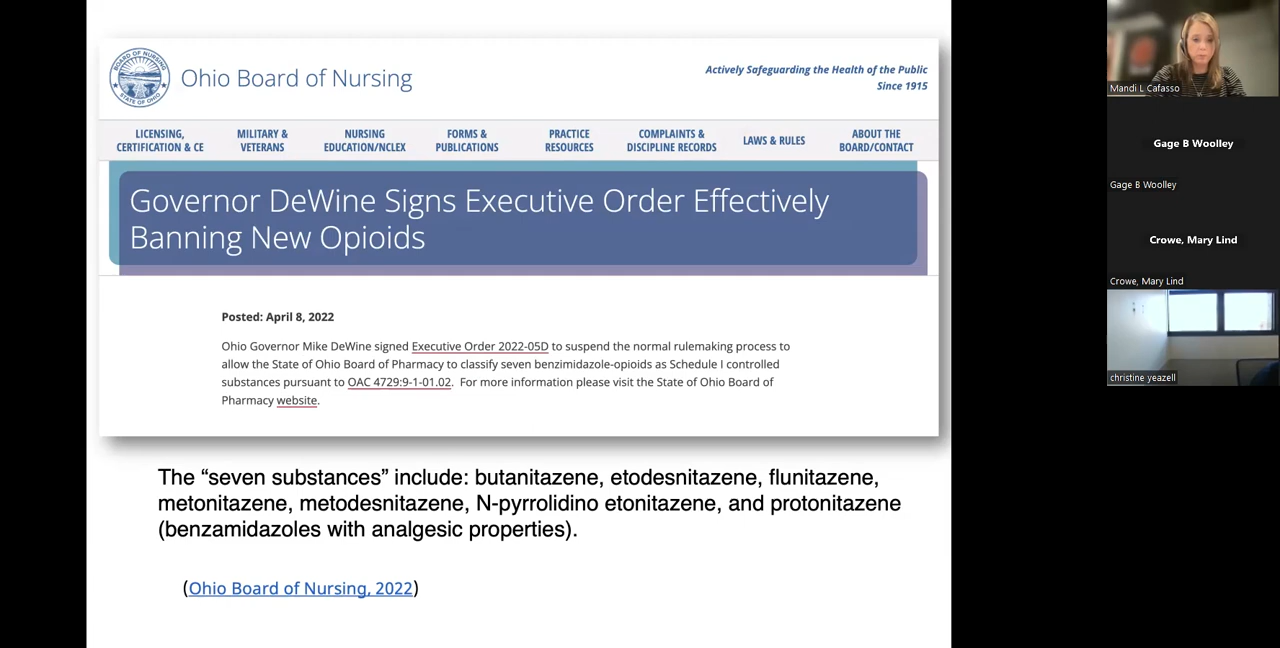 BOARD OF NURSING
STATE OF OHIO
Ohio Board of Nursing
Actively Safeguarding the Health of the Public
Since 1915
LICENSING,
CERTIFICATION & CE
MILITARY &
VETERANS
NURSING
EDUCATION/NCLEX
FORMS &
PUBLICATIONS
PRACTICE
RESOURCES
COMPLAINTS &
DISCIPLINE RECORDS
LAWS & RULES
ABOUT THE
BOARD/CONTACT
Governor DeWine Signs Executive Order Effectively
Banning New Opioids
Posted: April 8, 2022
Ohio Governor Mike DeWine signed Executive Order 2022-05D to suspend the normal rulemaking process to
allow the State of Ohio Board of Pharmacy to classify seven benzimidazole-opioids as Schedule I controlled
substances pursuant to OAC 4729:9-1-01.02. For more information please visit the State of Ohio Board of
Pharmacy website.
The “seven substances” include: butanitazene, etodesnitazene, flunitazene,
metonitazene, metodesnitazene, N-pyrrolidino etonitazene, and protonitazene
(benzamidazoles with analgesic properties).
(Ohio Board of Nursing, 2022)
Mandi L Cafasso
Gage B Woolley
Gage B Woolley
Crowe, Mary Lind
Crowe, Mary Lind
christine yeazell